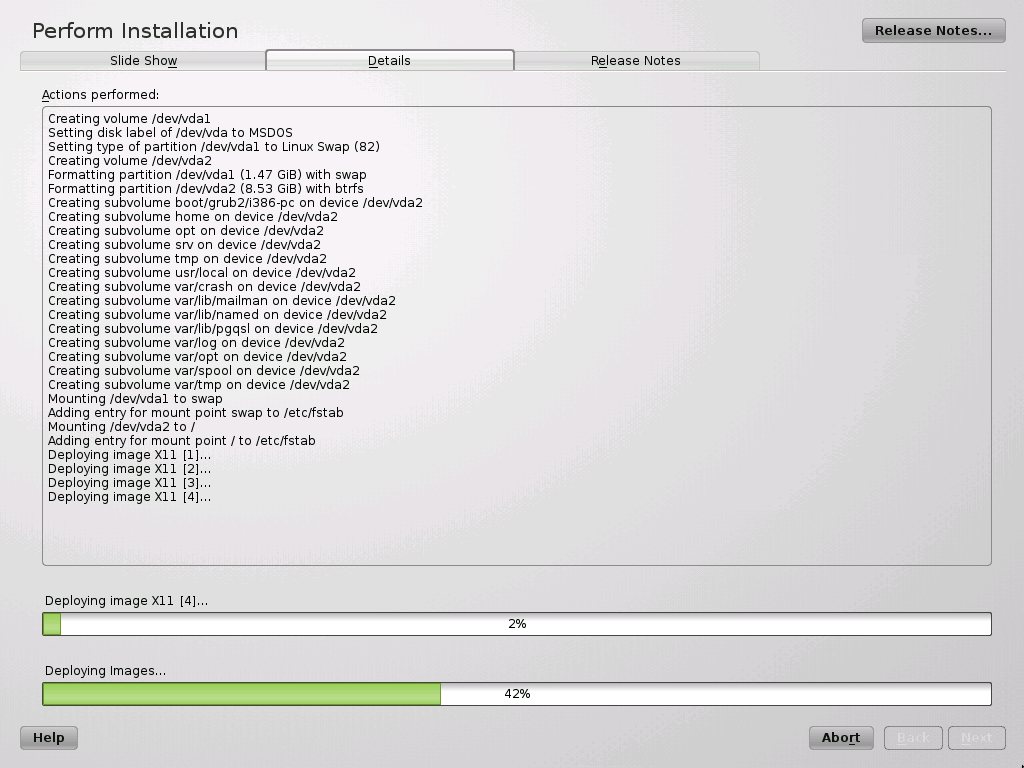 Perform Installation
Release Notes...
Slide Show
Details
Release Notes
Actions performed:
Creating volume /dev/vda1
Setting disk label of /dev/vda to MSDOS
Setting type of partition /dev/vda1 to Linux Swap (82)
Creating volume /dev/vda2
Formatting partition /dev/vda1 (1.47 GiB) with swap
Formatting partition /dev/vda2 (8.53 GiB) with btrfs
Creating subvolume boot/grub2/i386-pc on device /dev/vda2
Creating subvolume home on device /dev/vda2
Creating subvolume opt on device /dev/vda2
Creating subvolume srv on device /dev/vda2
Creating subvolume tmp on device /dev/vda2
Creating subvolume usr/local on device /dev/vda2
Creating subvolume var/crash on device /dev/vda2
Creating subvolume var/lib/mailman on device /dev/vda2
Creating subvolume var/lib/named on device /dev/vda2
Creating subvolume var/lib/pgqsl on device /dev/vda2
Creating subvolume var/log on device /dev/vda2
Creating subvolume var/opt on device /dev/vda2
Creating subvolume var/spool on device /dev/vda2
Creating subvolume var/tmp on device /dev/vda2
Mounting /dev/vda1 to swap
Adding entry for mount point swap to /etc/fstab
Mounting /dev/vda2 to /
Adding entry for mount point / to /etc/fstab
Deploying image X11 [1]...
Deploying image X11 [2]...
Deploying image X11 [3]...
Deploying image X11 [4]...
Deploying image X11 [4]...
2%
Deploying Images...
42%
Help
Abort
Back
Next